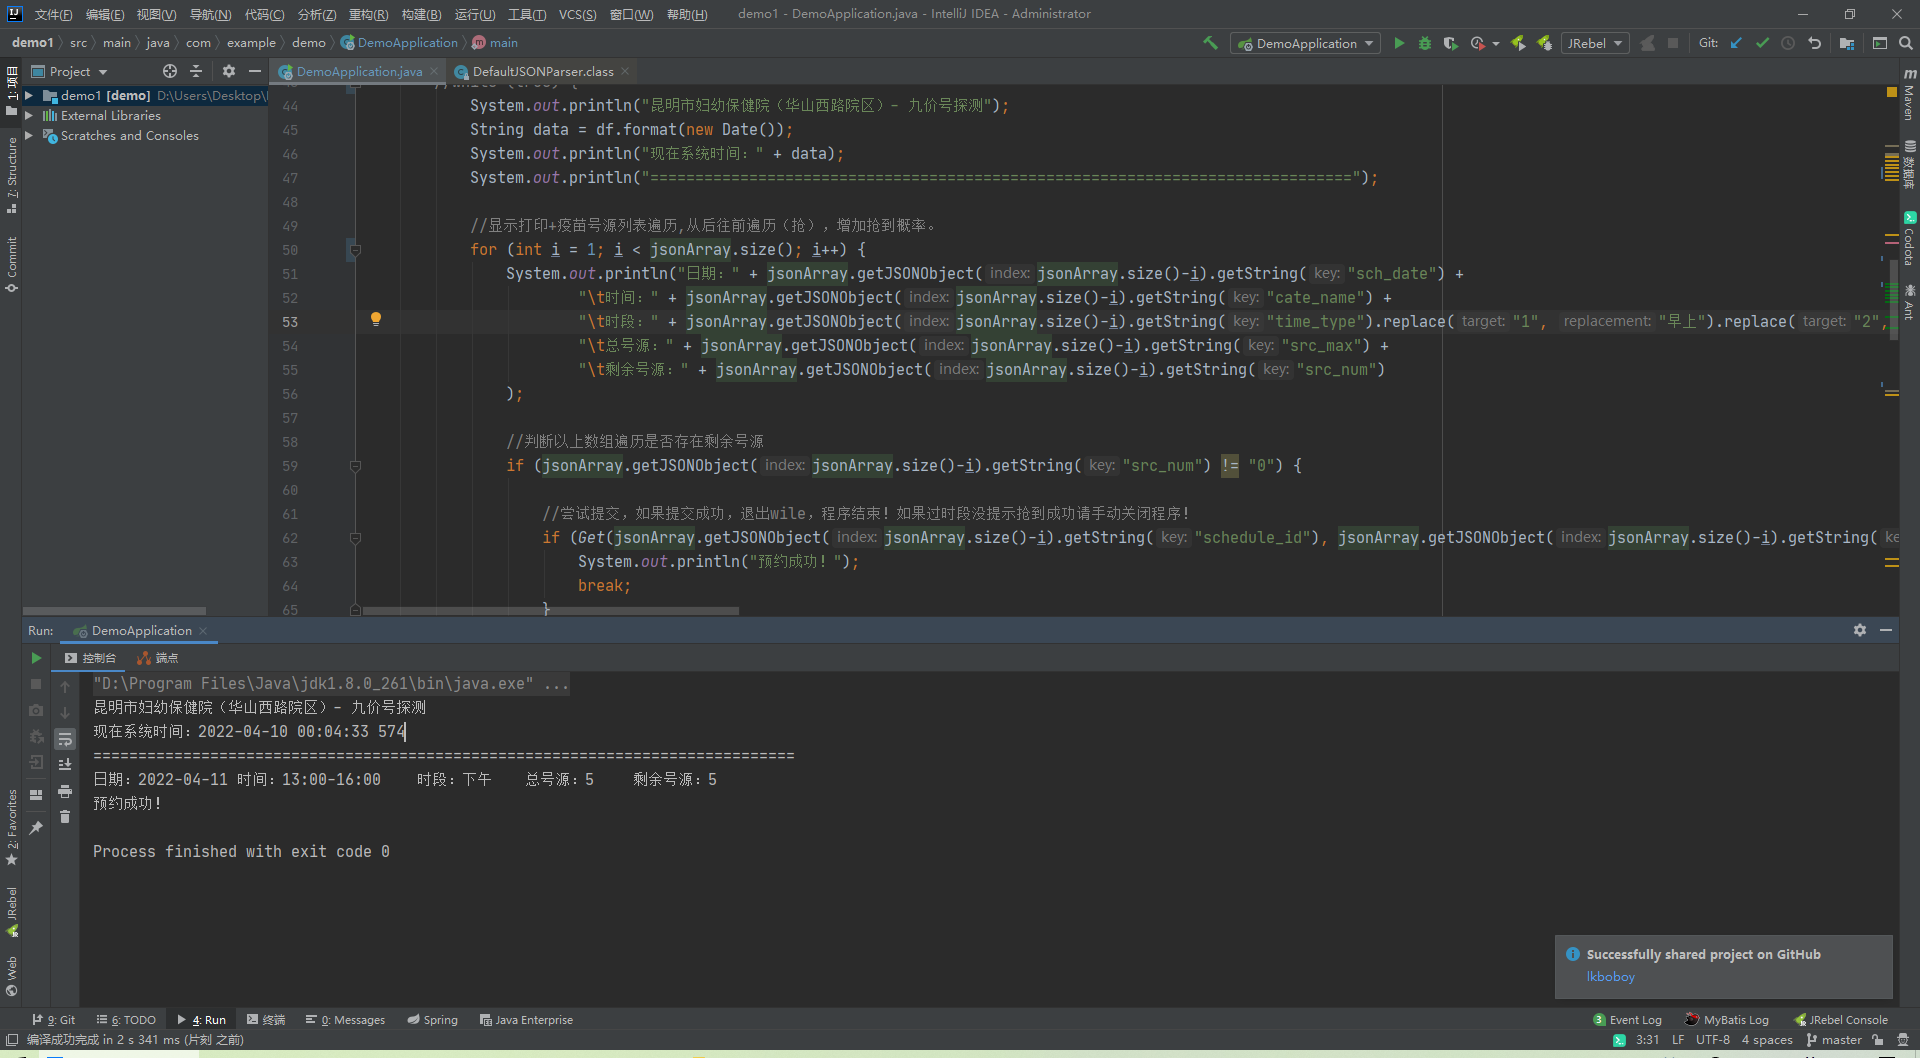 文件(F) 编辑(E) 视图(V) 导航(N) 代码(C) 分析(Z) 重构(R) 构建(B) 运行(U) 工具(T) VCS(S) 窗口(W) 帮助(H) demo1 - DemoApplication.java - IntelliJ IDEA - Administrator
demo1 src main java com example demo DemoApplication main DemoApplication JRebel Git:
Project DemoApplication.java DefaultJSONParser.class
demo1 [demo] D:\Users\Desktop\
External Libraries
Scratches and Consoles
1: 项目
7: Structure
Commit
2: Favorites
JRebel
Web
Maven
数据库
Codota
Ant
44 System.out.println("昆明市妇幼保健院（华山西路院区）- 九价号探测");
45 String data = df.format(new Date());
46 System.out.println("现在系统时间：" + data);
47 System.out.println("==============================================================================");
48
49 //显示打印+疫苗号源列表遍历,从后往前遍历（抢），增加抢到概率。
50 for (int i = 1; i < jsonArray.size(); i++) {
51 System.out.println("日期：" + jsonArray.getJSONObject( index: jsonArray.size()-i).getString( key: "sch_date") +
52 "\t时间：" + jsonArray.getJSONObject( index: jsonArray.size()-i).getString( key: "cate_name") +
53 "\t时段：" + jsonArray.getJSONObject( index: jsonArray.size()-i).getString( key: "time_type").replace( target: "1", replacement: "早上").replace( target: "2",
54 "\t总号源：" + jsonArray.getJSONObject( index: jsonArray.size()-i).getString( key: "src_max") +
55 "\t剩余号源：" + jsonArray.getJSONObject( index: jsonArray.size()-i).getString( key: "src_num")
56 );
57
58 //判断以上数组遍历是否存在剩余号源
59 if (jsonArray.getJSONObject( index: jsonArray.size()-i).getString( key: "src_num") != "0") {
60
61 //尝试提交，如果提交成功，退出wile，程序结束！如果过时段没提示抢到成功请手动关闭程序！
62 if (Get(jsonArray.getJSONObject( index: jsonArray.size()-i).getString( key: "schedule_id"), jsonArray.getJSONObject( index: jsonArray.size()-i).getString(
63 System.out.println("预约成功！");
64 break;
65 }
Run: DemoApplication
控制台 端点
"D:\Program Files\Java\jdk1.8.0_261\bin\java.exe" ...
昆明市妇幼保健院（华山西路院区）- 九价号探测
现在系统时间：2022-04-10 00:04:33 574
==============================================================================
日期：2022-04-11 时间：13:00-16:00 时段：下午 总号源：5 剩余号源：5
预约成功！
Process finished with exit code 0
Successfully shared project on GitHub
lkboboy
9: Git 6: TODO 4: Run 终端 0: Messages Spring Java Enterprise 3 Event Log MyBatis Log JRebel Console
编译成功完成 in 2 s 341 ms (片刻 之前) 3:31 LF UTF-8 4 spaces master